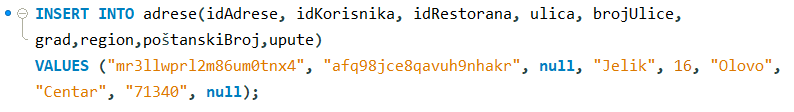 INSERT INTO adrese(idAdrese, idKorisnika, idRestorana, ulica, brojUlice,
grad,region,poštanskiBroj,upute)
VALUES ("mr3llwprl2m86um0tnx4", "afq98jce8qavuh9nhakr", null, "Jelik", 16, "Olovo",
"Centar", "71340", null);